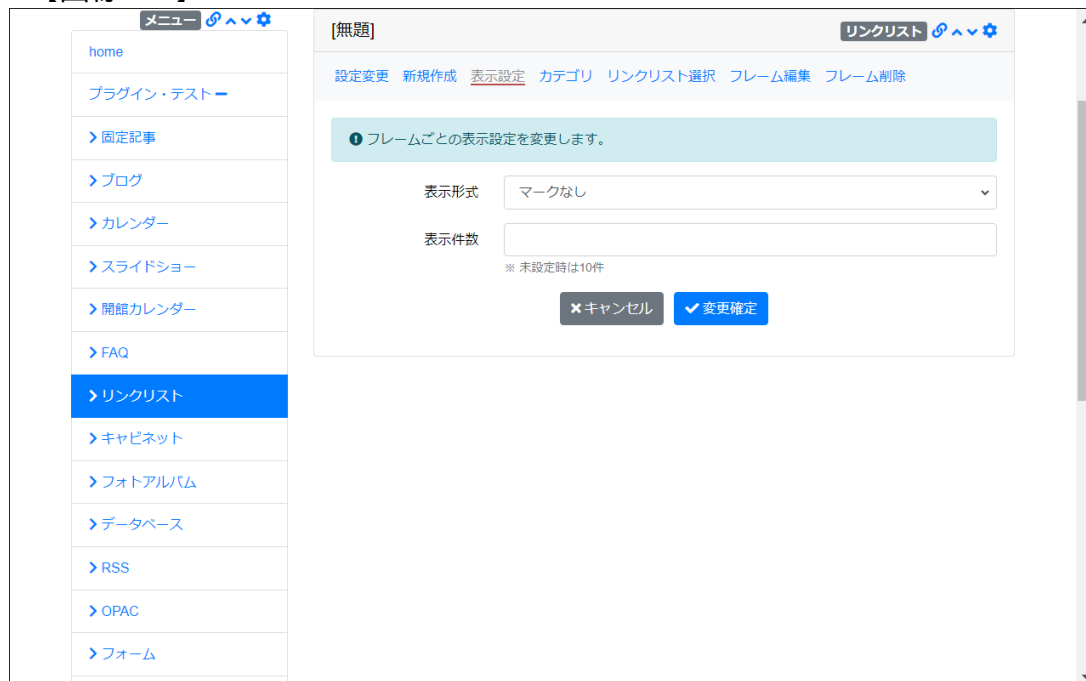 メニュー
home
プラグイン・テスト
固定記事
ブログ
カレンダー
スライドショー
開館カレンダー
FAQ
リンクリスト
キャビネット
フォトアルバム
データベース
RSS
OPAC
フォーム
[無題]
リンクリスト
設定変更 新規作成 表示設定 カテゴリ リンクリスト選択 フレーム編集 フレーム削除
フレームごとの表示設定を変更します。
表示形式 マークなし
表示件数
※ 未設定時は10件
キャンセル 変更確定